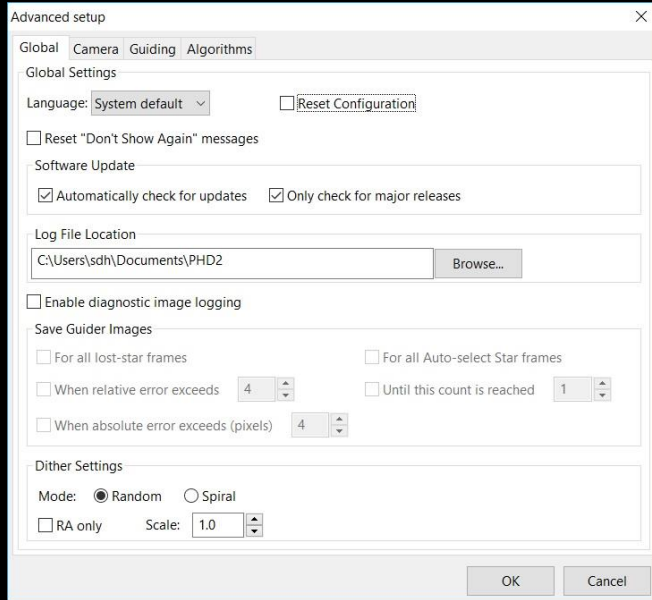 Advanced setup
Global Camera Guiding Algorithms
Global Settings
Language: System default Reset Configuration
Reset "Don't Show Again" messages
Software Update
Automatically check for updates Only check for major releases
Log File Location
C:\Users\sdh\Documents\PHD2 Browse...
Enable diagnostic image logging
Save Guider Images
For all lost-star frames For all Auto-select Star frames
When relative error exceeds 4 Until this count is reached 1
When absolute error exceeds (pixels) 4
Dither Settings
Mode: Random Spiral
RA only Scale: 1.0
OK Cancel